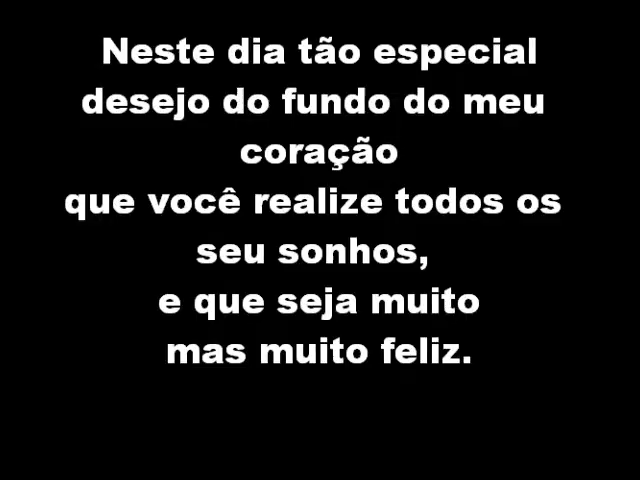 Neste dia tão especial
desejo do fundo do meu
coração
que você realize todos os
seu sonhos,
e que seja muito
mas muito feliz.